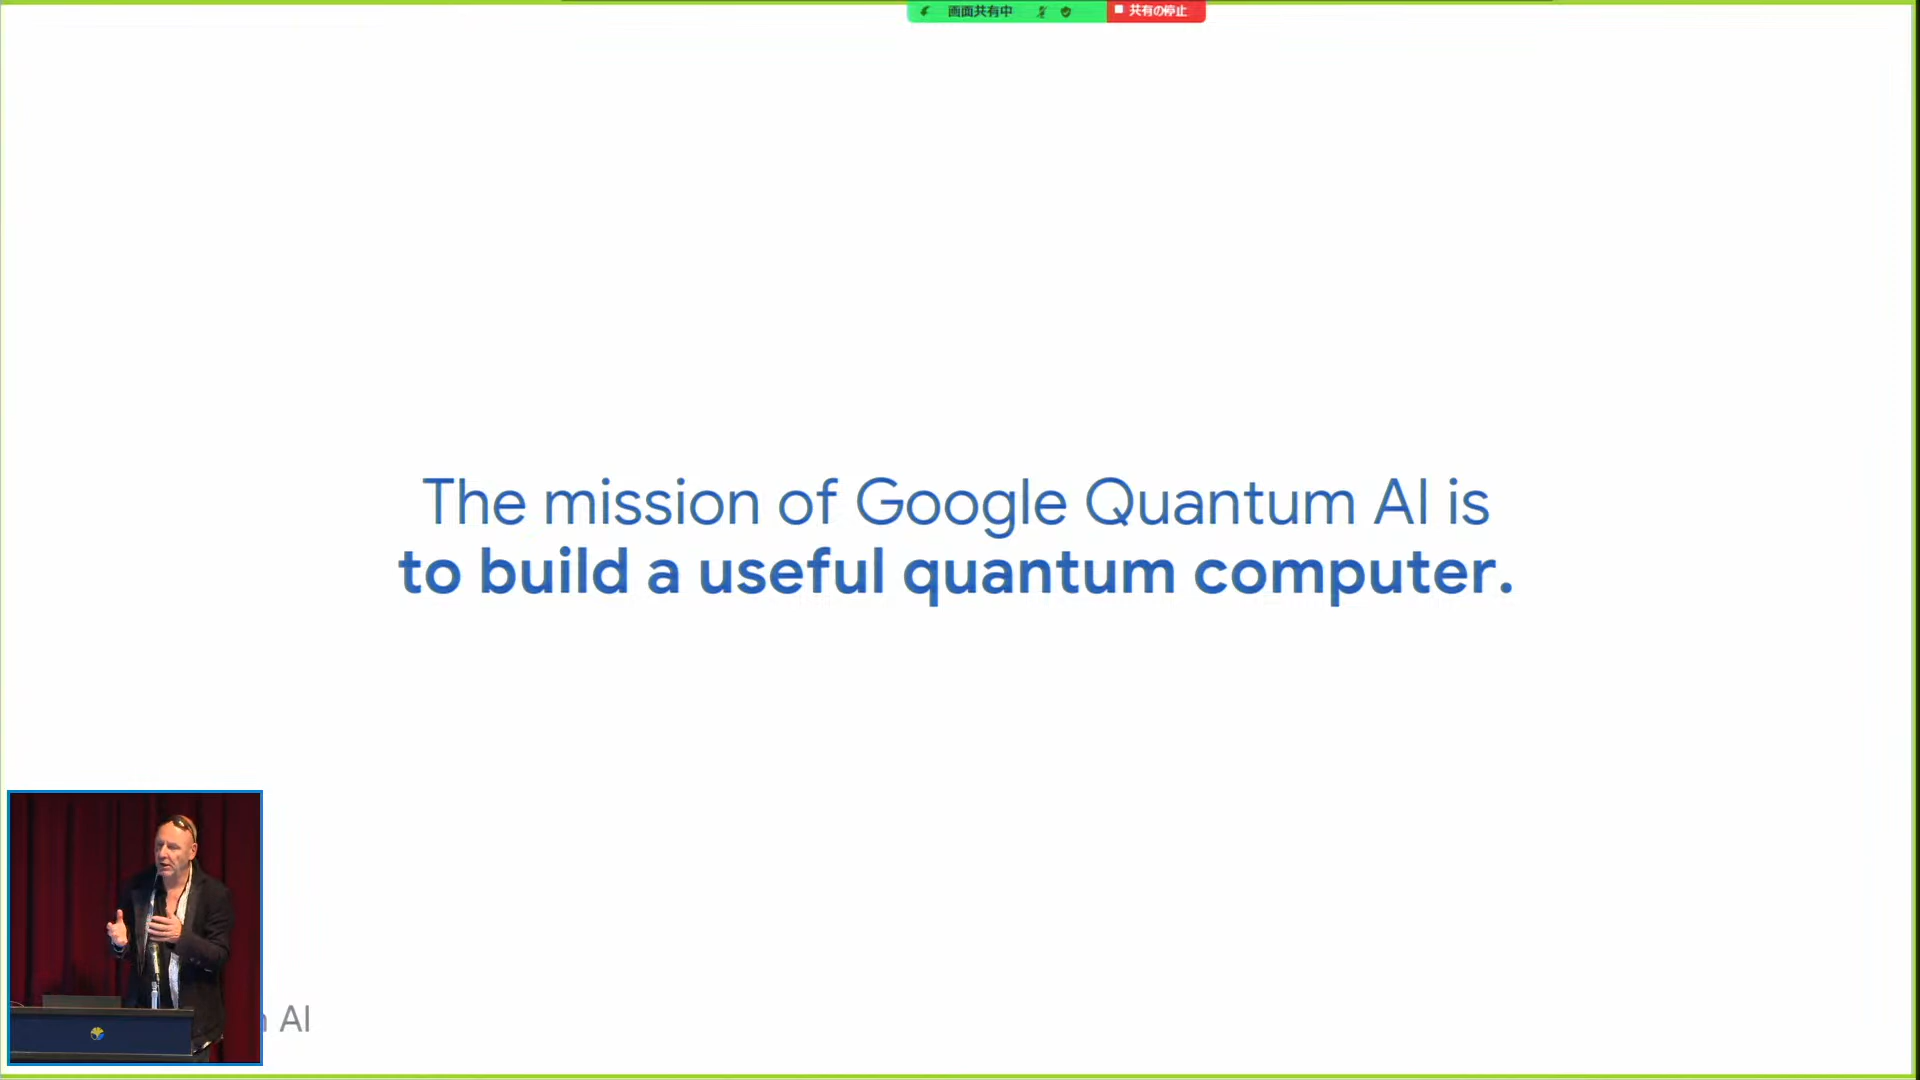 画面共有中
共有の停止
The mission of Google Quantum AI is
to build a useful quantum computer.
AI